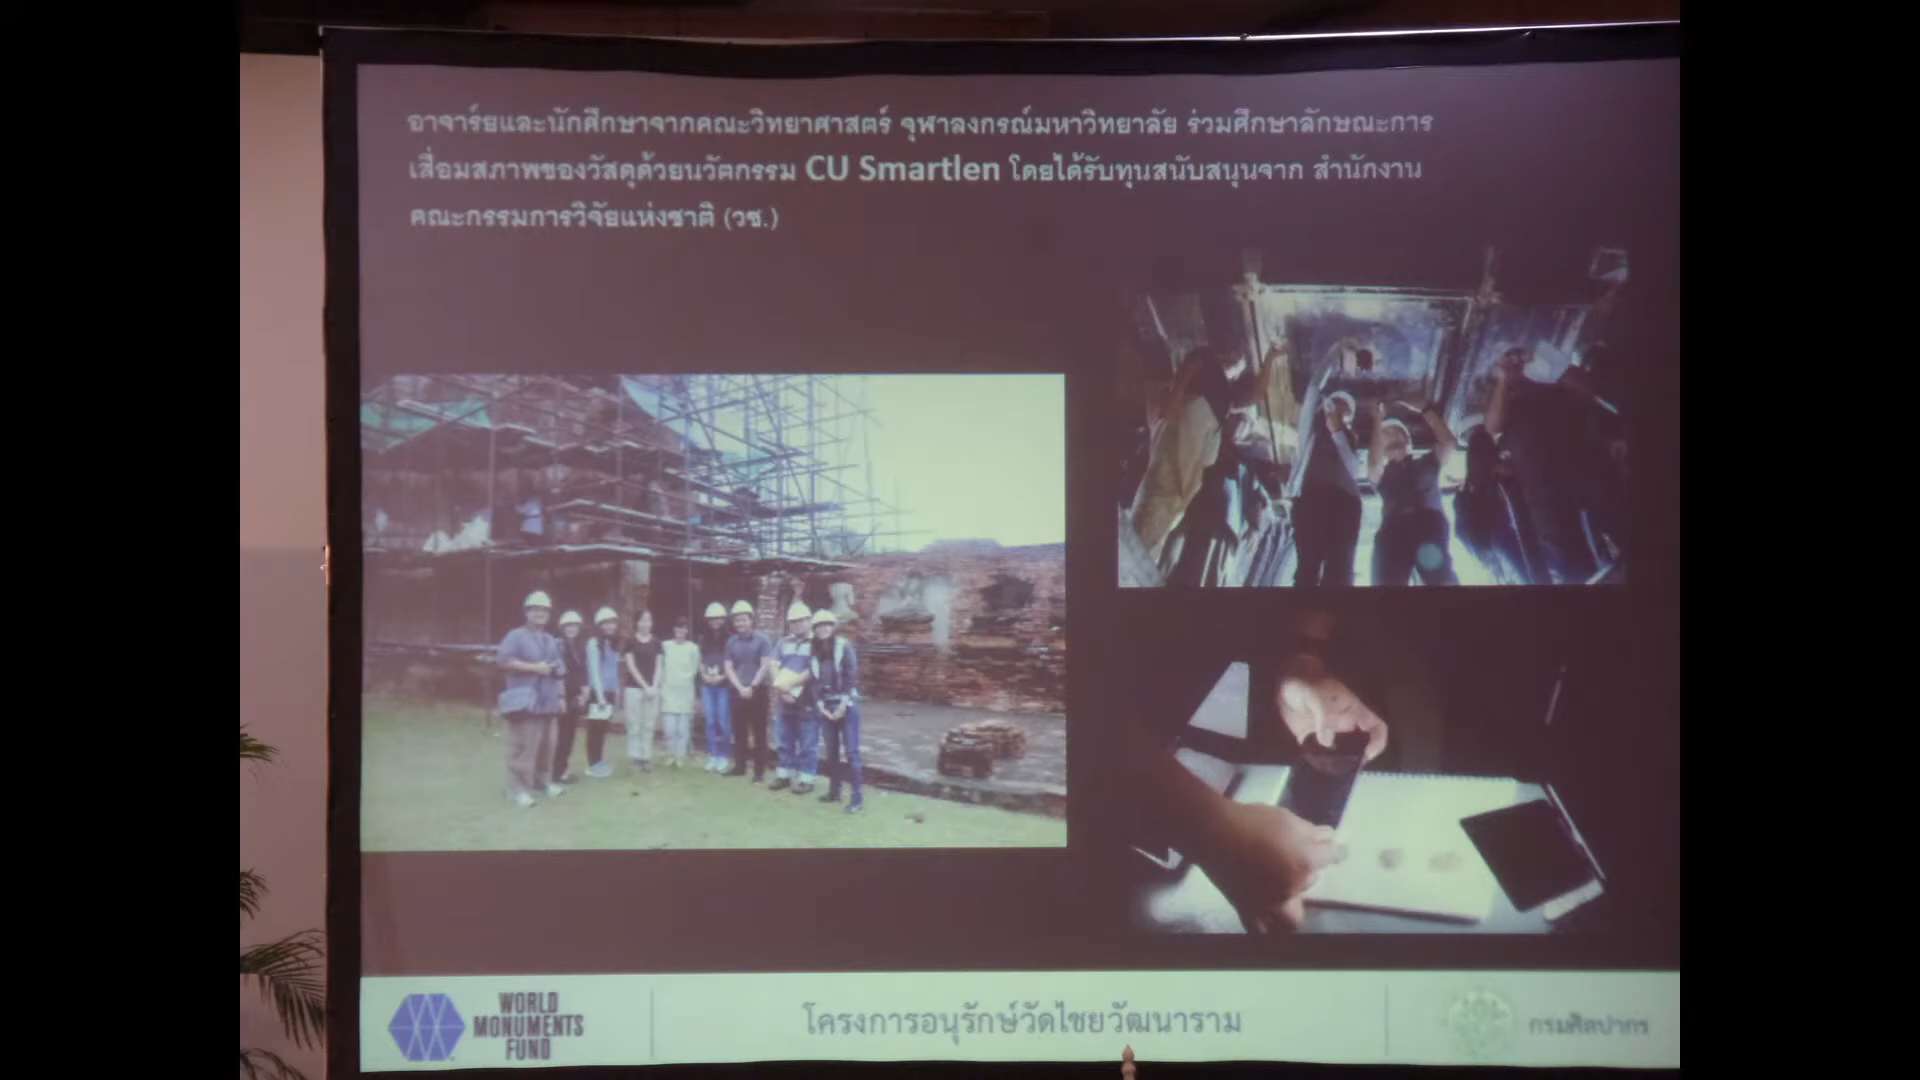 อาจาร์ยและนักศึกษาจากคณะวิทยาศาสตร์ จุฬาลงกรณ์มหาวิทยาลัย ร่วมศึกษาลักษณะการ
เสื่อมสภาพของวัสดุด้วยนวัตกรรม CU Smartlen โดยได้รับทุนสนับสนุนจาก สำนักงาน
คณะกรรมการวิจัยแห่งชาติ (วช.)
WORLD
MONUMENTS
FUND
โครงการอนุรักษ์วัดไชยวัฒนาราม
กรมศิลปากร